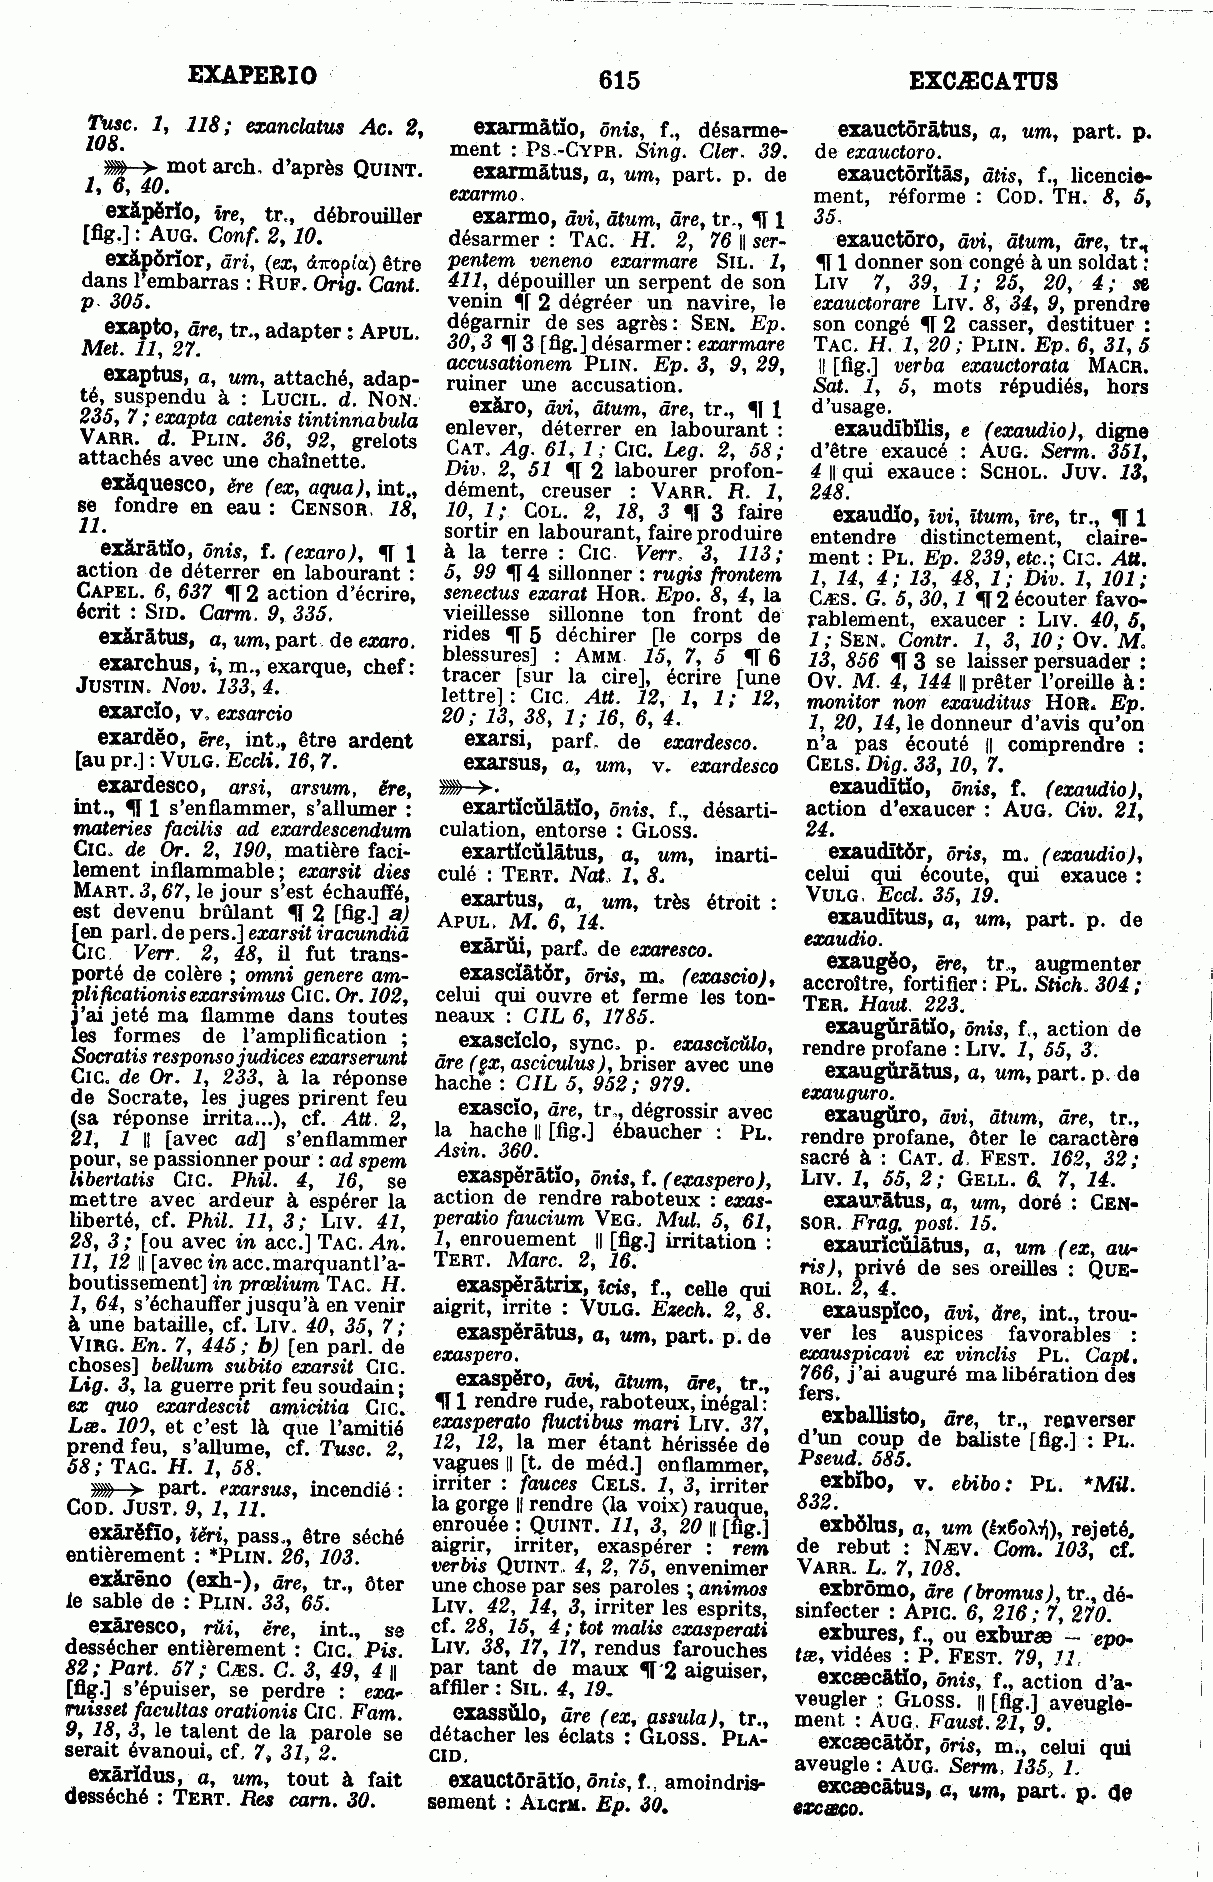 EXAPERIO 615 EXCÆCATUS
Tusc. 1, 118; exanclatus Ac. 2,
108.
mot arch. d'après QUINT.
1, 6, 40.
exăpĕrĭo, īre, tr., débrouiller
[fig.] : AUG. Conf. 2, 10.
exăpŏrĭor, āri, (ex, ἀπορία) être
dans l'embarras : RUF. Orig. Cant.
p. 305.
exapto, āre, tr., adapter : APUL.
Met. 11, 27.
exaptus, a, um, attaché, adap-
té, suspendu à : LUCIL. d. NON.
235, 7 ; exapta catenis tintinnabula
VARR. d. PLIN. 36, 92, grelots
attachés avec une chaînette.
exăquesco, ĕre (ex, aqua), int.,
se fondre en eau : CENSOR. 18,
11.
exărātĭo, ōnis, f. (exaro), ¶ 1
action de déterrer en labourant :
CAPEL. 6, 637 ¶ 2 action d'écrire,
écrit : SID. Carm. 9, 335.
exărātus, a, um, part. de exaro.
exarchus, i, m., exarque, chef :
JUSTIN. Nov. 133, 4.
exarcĭo, v. exsarcio
exardĕo, ēre, int., être ardent
[au pr.] : VULG. Eccli. 16, 7.
exardesco, arsi, arsum, ĕre,
int., ¶ 1 s'enflammer, s'allumer :
materies facilis ad exardescendum
CIC. de Or. 2, 190, matière faci-
lement inflammable ; exarsit dies
MART. 3, 67, le jour s'est échauffé,
est devenu brûlant ¶ 2 [fig.] a)
[en parl. de pers.] exarsit iracundiā
CIC. Verr. 2, 48, il fut trans-
porté de colère ; omni genere am-
plificationis exarsimus CIC. Or. 102,
j'ai jeté ma flamme dans toutes
les formes de l'amplification ;
Socratis responso judices exarserunt
CIC. de Or. 1, 233, à la réponse
de Socrate, les juges prirent feu
(sa réponse irrita...), cf. Att. 2,
21, 1 || [avec ad] s'enflammer
pour, se passionner pour : ad spem
libertatis CIC. Phil. 4, 16, se
mettre avec ardeur à espérer la
liberté, cf. Phil. 11, 3 ; LIV. 41,
28, 3 ; [ou avec in acc.] TAC. An.
11, 12 || [avec in acc. marquant l'a-
boutissement] in prœlium TAC. H.
1, 64, s'échauffer jusqu'à en venir
à une bataille, cf. LIV. 40, 35, 7 ;
VIRG. En. 7, 445 ; b) [en parl. de
choses] bellum subito exarsit CIC.
Lig. 3, la guerre prit feu soudain ;
ex quo exardescit amicitia CIC.
Læ. 100, et c'est là que l'amitié
prend feu, s'allume, cf. Tusc. 2,
58 ; TAC. H. 1, 58.
part. exarsus, incendié :
COD. JUST. 9, 1, 11.
exārĕfīo, ĭĕri, pass., être séché
entièrement : *PLIN. 26, 103.
exărēno (exh-), āre, tr., ôter
le sable de : PLIN. 33, 65.
exāresco, rŭi, ĕre, int., se
dessécher entièrement : CIC. Pis.
82 ; Part. 57 ; CÆS. C. 3, 49, 4 ||
[fig.] s'épuiser, se perdre : exa-
ruisset facultas orationis CIC. Fam.
9, 18, 3, le talent de la parole se
serait évanoui, cf. 7, 31, 2.
exārĭdus, a, um, tout à fait
desséché : TERT. Res carn. 30.
exarmātĭo, ōnis, f., désarme-
ment : PS.-CYPR. Sing. Cler. 39.
exarmātus, a, um, part. p. de
exarmo.
exarmo, āvi, ātum, āre, tr., ¶ 1
désarmer : TAC. H. 2, 76 || ser-
pentem veneno exarmare SIL. 1,
411, dépouiller un serpent de son
venin ¶ 2 dégréer un navire, le
dégarnir de ses agrès : SEN. Ep.
30, 3 ¶ 3 [fig.] désarmer : exarmare
accusationem PLIN. Ep. 3, 9, 29,
ruiner une accusation.
exăro, āvi, ātum, āre, tr., ¶ 1
enlever, déterrer en labourant :
CAT. Ag. 61, 1 ; CIC. Leg. 2, 58 ;
Div. 2, 51 ¶ 2 labourer profon-
dément, creuser : VARR. R. 1,
10, 1 ; COL. 2, 18, 3 ¶ 3 faire
sortir en labourant, faire produire
à la terre : CIC. Verr. 3, 113 ;
5, 99 ¶ 4 sillonner : rugis frontem
senectus exarat HOR. Epo. 8, 4, la
vieillesse sillonne ton front de
rides ¶ 5 déchirer [le corps de
blessures] : AMM. 15, 7, 5 ¶ 6
tracer [sur la cire], écrire [une
lettre] : CIC. Att. 12, 1, 1 ; 12,
20 ; 13, 38, 1 ; 16, 6, 4.
exarsi, parf. de exardesco.
exarsus, a, um, v. exardesco
.
exartĭcŭlātĭo, ōnis, f., désarti-
culation, entorse : GLOSS.
exartĭcŭlātus, a, um, inarti-
culé : TERT. Nat. 1, 8.
exartus, a, um, très étroit :
APUL. M. 6, 14.
exārŭi, parf. de exaresco.
exascĭātŏr, ōris, m. (exascio),
celui qui ouvre et ferme les ton-
neaux : CIL 6, 1785.
exascĭclo, sync. p. exascicŭlo,
āre (ex, asciculus), briser avec une
hache : CIL 5, 952 ; 979.
exascĭo, āre, tr., dégrossir avec
la hache || [fig.] ébaucher : PL.
Asin. 360.
exaspĕrātĭo, ōnis, f. (exaspero),
action de rendre raboteux : exas-
peratio faucium VEG. Mul. 5, 61,
1, enrouement || [fig.] irritation :
TERT. Marc. 2, 16.
exaspĕrātrix, īcis, f., celle qui
aigrit, irrite : VULG. Ezech. 2, 8.
exaspĕrātus, a, um, part. p. de
exaspero.
exaspĕro, āvi, ātum, āre, tr.,
¶ 1 rendre rude, raboteux, inégal :
exasperato fluctibus mari LIV. 37,
12, 12, la mer étant hérissée de
vagues || [t. de méd.] enflammer,
irriter : fauces CELS. 1, 3, irriter
la gorge || rendre (la voix) rauque,
enrouée : QUINT. 11, 3, 20 || [fig.]
aigrir, irriter, exaspérer : rem
verbis QUINT. 4, 2, 75, envenimer
une chose par ses paroles ; animos
LIV. 42, 14, 3, irriter les esprits,
cf. 28, 15, 4 ; tot malis exasperati
LIV. 38, 17, 17, rendus farouches
par tant de maux ¶ 2 aiguiser,
affiler : SIL. 4, 19.
exassŭlo, āre (ex, assula), tr.,
détacher les éclats : GLOSS. PLA-
CID.
exauctōrātĭo, ōnis, f., amoindris-
sement : ALCIM. Ep. 30.
exauctōrātus, a, um, part. p.
de exauctoro.
exauctōrĭtās, ātis, f., licencie-
ment, réforme : COD. TH. 8, 5,
35.
exauctōro, āvi, ātum, āre, tr.,
¶ 1 donner son congé à un soldat :
LIV 7, 39, 1 ; 25, 20, 4 ; se
exauctorare LIV. 8, 34, 9, prendre
son congé ¶ 2 casser, destituer :
TAC. H. 1, 20 ; PLIN. Ep. 6, 31, 5
|| [fig.] verba exauctorata MACR.
Sat. 1, 5, mots répudiés, hors
d'usage.
exaudībĭlis, e (exaudio), digne
d'être exaucé : AUG. Serm. 351,
4 || qui exauce : SCHOL. JUV. 13,
248.
exaudĭo, īvi, ītum, īre, tr., ¶ 1
entendre distinctement, claire-
ment : PL. Ep. 239, etc.; CIC. Att.
1, 14, 4 ; 13, 48, 1 ; Div. 1, 101 ;
CÆS. G. 5, 30, 1 ¶ 2 écouter favo-
rablement, exaucer : LIV. 40, 5,
1 ; SEN. Contr. 1, 3, 10 ; OV. M.
13, 856 ¶ 3 se laisser persuader :
OV. M. 4, 144 || prêter l'oreille à :
monitor non exauditus HOR. Ep.
1, 20, 14, le donneur d'avis qu'on
n'a pas écouté || comprendre :
CELS. Dig. 33, 10, 7.
exaudītĭo, ōnis, f. (exaudio),
action d'exaucer : AUG. Civ. 21,
24.
exaudītŏr, ōris, m. (exaudio),
celui qui écoute, qui exauce :
VULG. Eccl. 35, 19.
exaudītus, a, um, part. p. de
exaudio.
exaugĕo, ēre, tr., augmenter
accroître, fortifier : PL. Stich. 304 ;
TER. Haut. 223.
exaugŭrātĭo, ōnis, f., action de
rendre profane : LIV. 1, 55, 3.
exaugŭrātus, a, um, part. p. de
exauguro.
exaugŭro, āvi, ātum, āre, tr.,
rendre profane, ôter le caractère
sacré à : CAT. d. FEST. 162, 32 ;
LIV. 1, 55, 2 ; GELL. 6, 7, 14.
exaurātus, a, um, doré : CEN-
SOR. Frag. post. 15.
exaurĭcŭlātus, a, um (ex, au-
ris), privé de ses oreilles : QUE-
ROL. 2, 4.
exauspĭco, āvi, āre, int., trou-
ver les auspices favorables :
exauspicavi ex vinclis PL. Capt.
766, j'ai auguré ma libération des
fers.
exballisto, āre, tr., renverser
d'un coup de baliste [fig.] : PL.
Pseud. 585.
exbĭbo, v. ebibo : PL. *Mil.
832.
exbŏlus, a, um (ἐκβολή), rejeté,
de rebut : NÆV. Com. 103, cf.
VARR. L. 7, 108.
exbrōmo, āre (bromus), tr., dé-
sinfecter : APIC. 6, 216 ; 7, 270.
exbures, f., ou exburæ — epo-
tæ, vidées : P. FEST. 79, 11.
excæcātĭo, ōnis, f., action d'a-
veugler : GLOSS. || [fig.] aveugle-
ment : AUG. Faust. 21, 9.
excæcātŏr, ōris, m., celui qui
aveugle : AUG. Serm. 135, 1.
excæcātus, a, um, part. p. de
excæco.